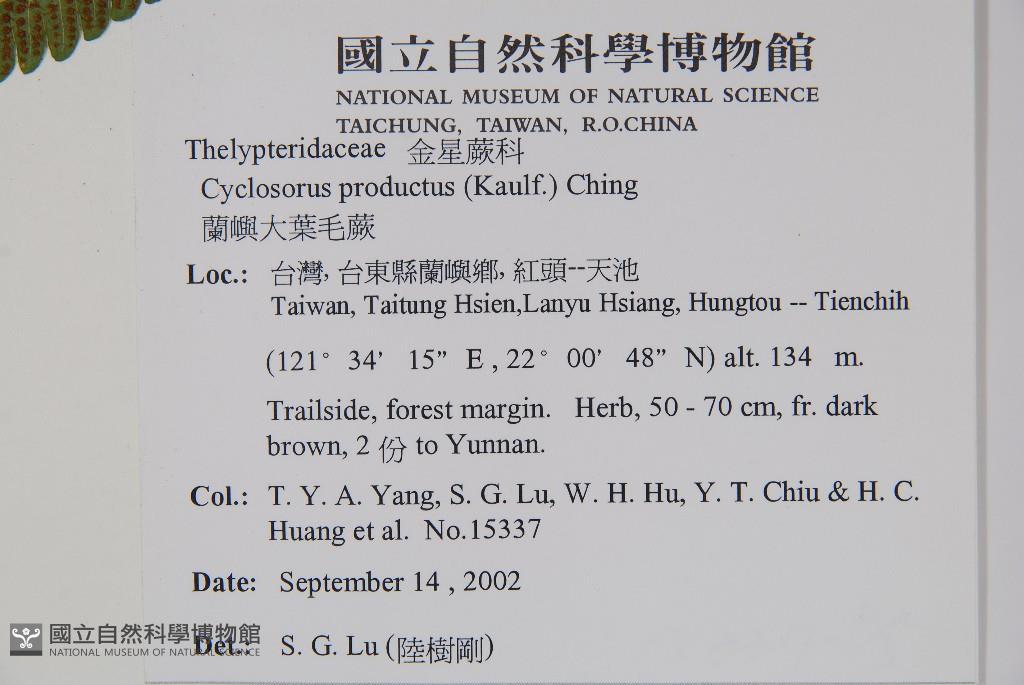 國立自然科學博物館
NATIONAL MUSEUM OF NATURAL SCIENCE
TAICHUNG, TAIWAN, R.O.CHINA
Thelypteridaceae 金星蕨科
Cyclosorus productus (Kaulf.) Ching
蘭嶼大葉毛蕨
Loc.: 台灣, 台東縣蘭嶼鄉, 紅頭--天池
Taiwan, Taitung Hsien,Lanyu Hsiang, Hungtou -- Tienchih
(121° 34’ 15” E , 22° 00’ 48” N) alt. 134 m.
Trailside, forest margin. Herb, 50 - 70 cm, fr. dark
brown, 2 份 to Yunnan.
Col.: T. Y. A. Yang, S. G. Lu, W. H. Hu, Y. T. Chiu & H. C.
Huang et al. No.15337
Date: September 14 , 2002
Det.: S. G. Lu (陸樹剛)
國立自然科學博物館
NATIONAL MUSEUM OF NATURAL SCIENCE